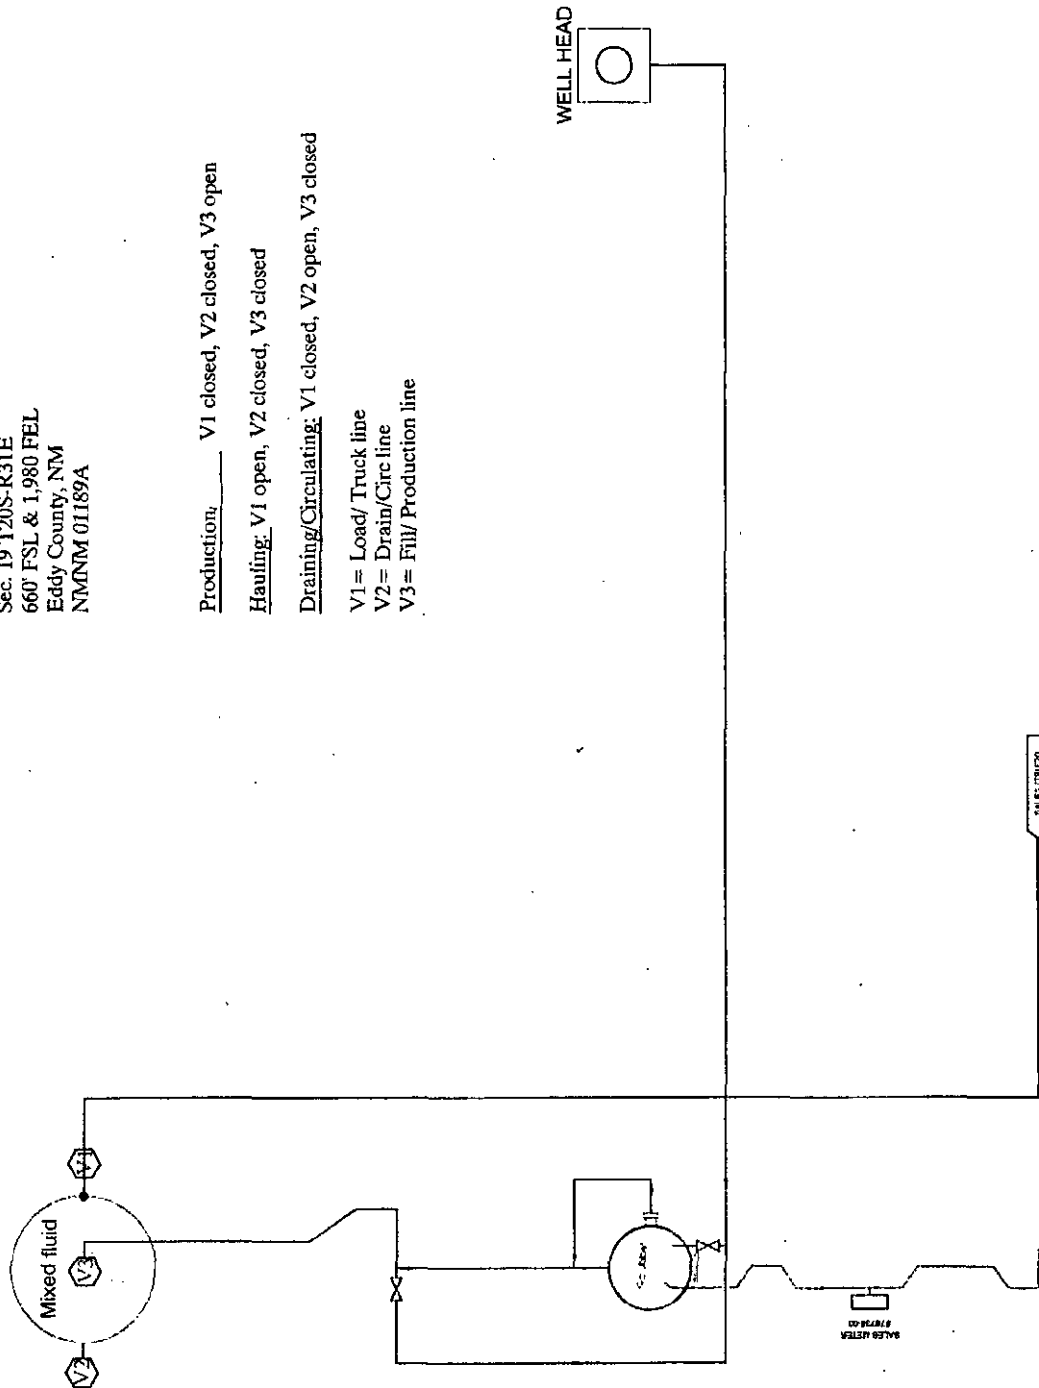 Sec. 19 T20S-R31E
660' FSL & 1,980 FEL
Eddy County, NM
NMNM 01189A
Production: V1 closed, V2 closed, V3 open
Hauling: V1 open, V2 closed, V3 closed
Draining/Circulating: V1 closed, V2 open, V3 closed
V1= Load/ Truck line
V2= Drain/Circ line
V3= Fill/ Production line
WELL HEAD
Mixed fluid
V1
V2
V3
SALES METER